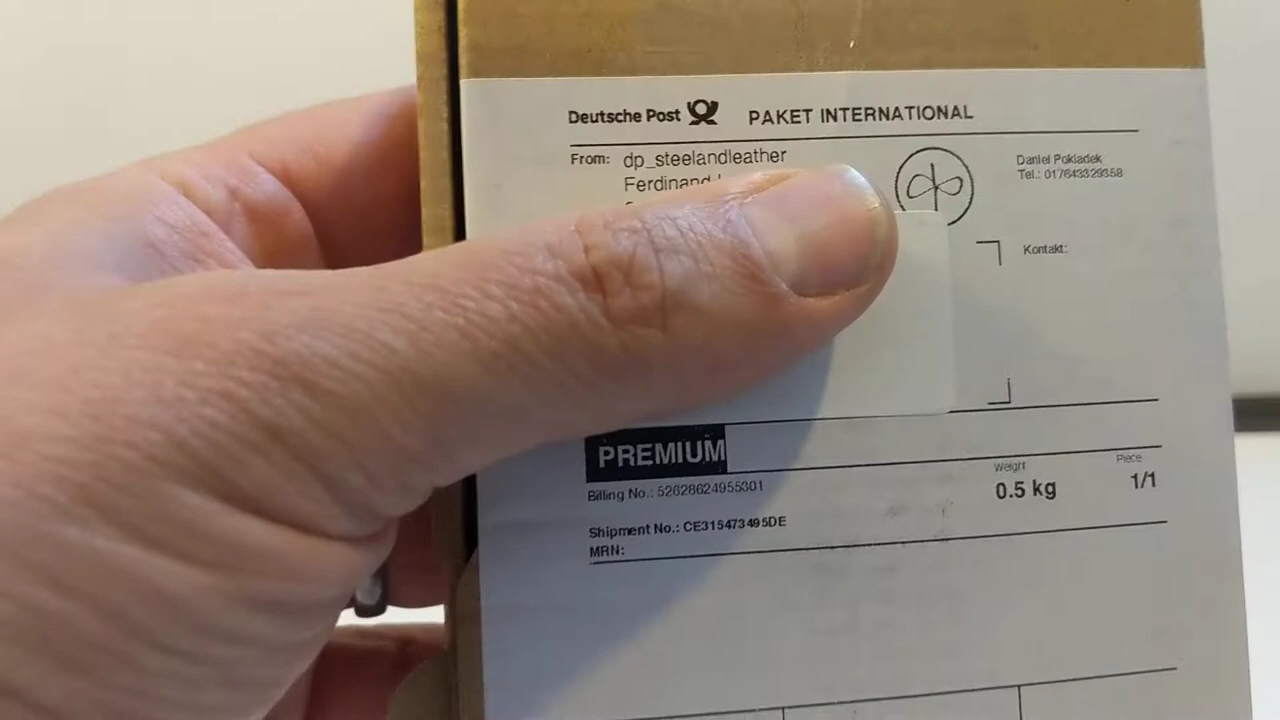 Deutsche Post PAKET INTERNATIONAL
From: dp_steelandleather
Ferdinand
dp
Daniel Pokladek
Tel.: 017643329358
Kontakt:
PREMIUM
Billing No.: 52628624955301
Weight
0.5 kg
Piece
1/1
Shipment No.: CE315473495DE
MRN: